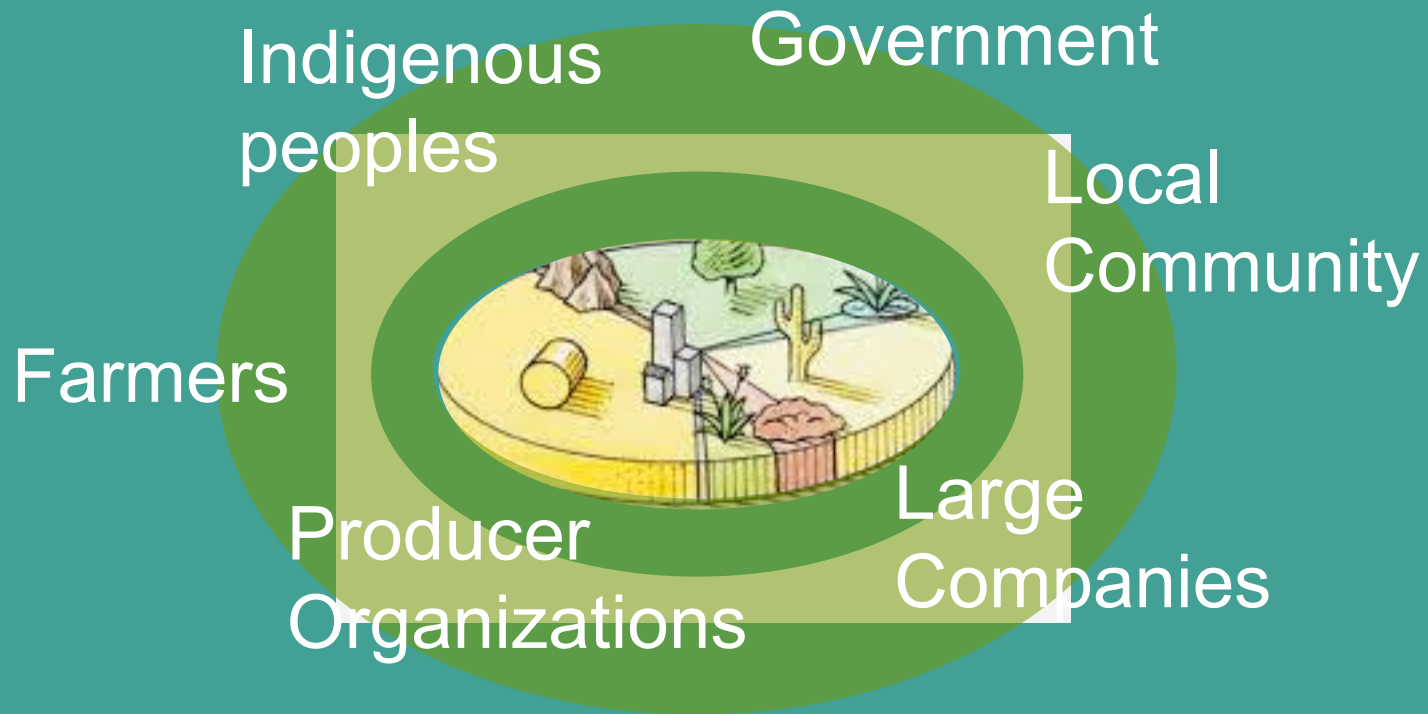 Indigenous
peoples
Government
Local
Community
Farmers
Producer
Organizations
Large
Companies